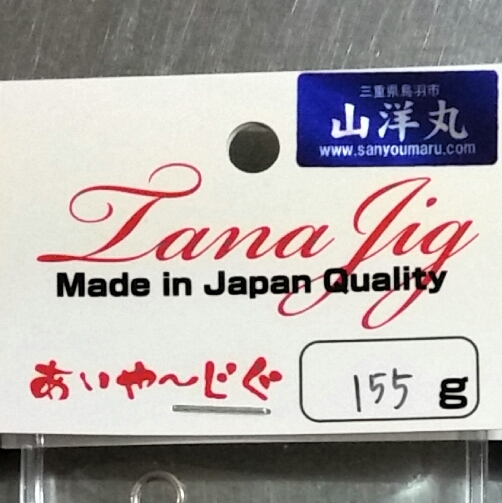 三重県鳥羽市
山洋丸
www.sanyoumaru.com
Tana Jig
Made in Japan Quality
あいや〜じぐ
155 g